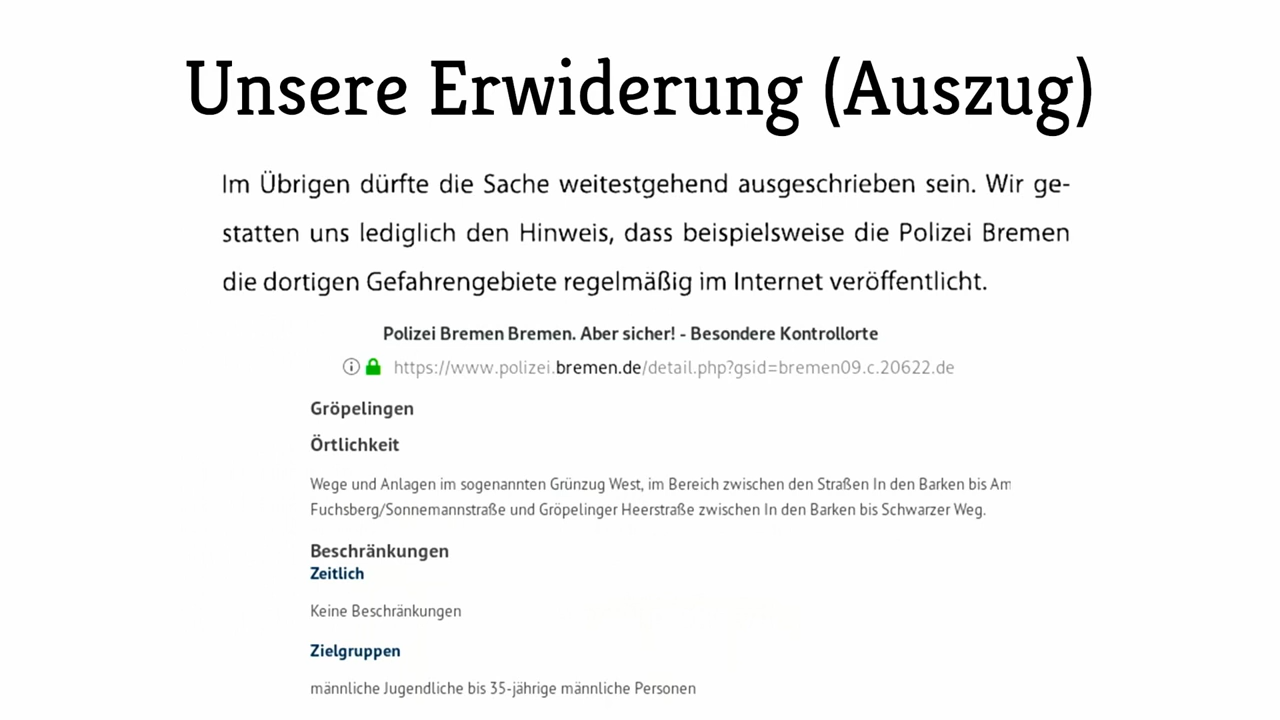 Unsere Erwiderung (Auszug)
Im Übrigen dürfte die Sache weitestgehend ausgeschrieben sein. Wir ge-
statten uns lediglich den Hinweis, dass beispielsweise die Polizei Bremen
die dortigen Gefahrengebiete regelmäßig im Internet veröffentlicht.
Polizei Bremen Bremen. Aber sicher! - Besondere Kontrollorte
https://www.polizei.bremen.de/detail.php?gsid=bremen09.c.20622.de
Gröpelingen
Örtlichkeit
Wege und Anlagen im sogenannten Grünzug West, im Bereich zwischen den Straßen In den Barken bis Am
Fuchsberg/Sonnemannstraße und Gröpelinger Heerstraße zwischen In den Barken bis Schwarzer Weg.
Beschränkungen
Zeitlich
Keine Beschränkungen
Zielgruppen
männliche Jugendliche bis 35-jährige männliche Personen